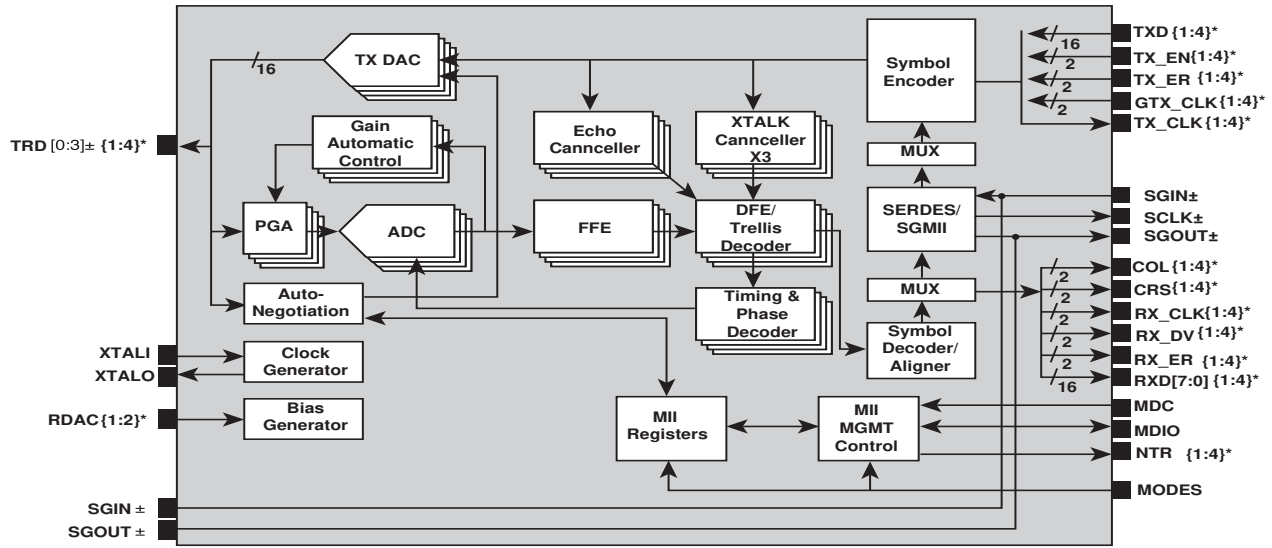 TRD [0:3]± {1:4}*
XTALI
XTALO
RDAC{1:2}*
SGIN ±
SGOUT ±
16
TX DAC
Gain
Automatic
Control
PGA
ADC
Auto-
Negotiation
Clock
Generator
Bias
Generator
Echo
Cannceller
XTALK
Cannceller
X3
FFE
DFE/
Trellis
Decoder
Timing &
Phase
Decoder
Symbol
Encoder
MUX
SERDES/
SGMII
MUX
Symbol
Decoder/
Aligner
MII
Registers
MII
MGMT
Control
16
2
2
2
TXD {1:4}*
TX_EN{1:4}*
TX_ER {1:4}*
GTX_CLK{1:4}*
TX_CLK{1:4}*
SGIN±
SCLK±
SGOUT±
2
2
2
2
2
16
COL {1:4}*
CRS{1:4}*
RX_CLK{1:4}*
RX_DV {1:4}*
RX_ER {1:4}*
RXD[7:0] {1:4}*
MDC
MDIO
NTR {1:4}*
MODES